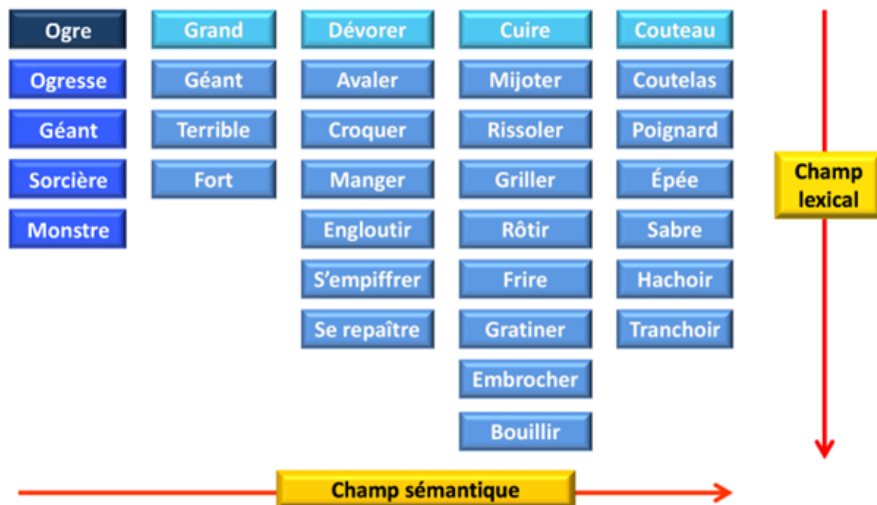 Ogre Grand Dévorer Cuire Couteau
Ogresse Géant Avaler Mijoter Coutelas
Géant Terrible Croquer Rissoler Poignard
Sorcière Fort Manger Griller Épée
Champ
lexical
Monstre Engloutir Rôtir Sabre
S'empiffrer Frire Hachoir
Se repaître Gratiner Tranchoir
Embrocher
Bouillir
Champ sémantique